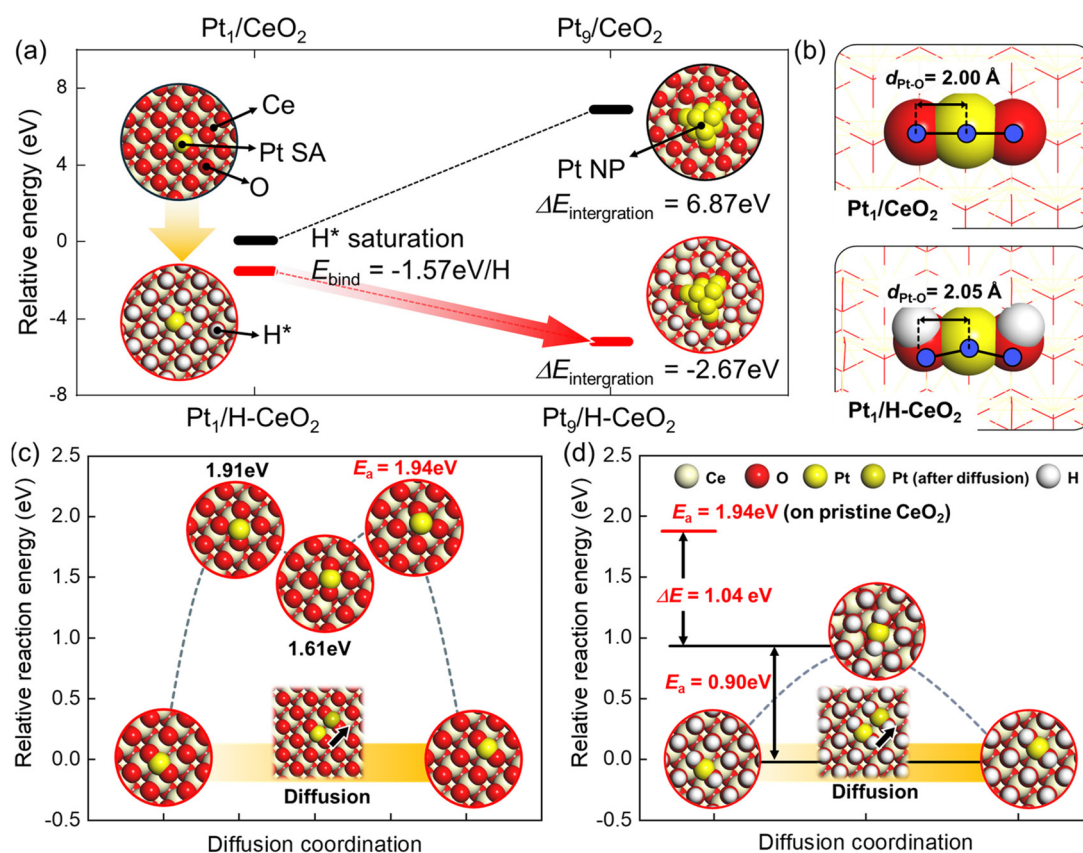 (a)
Pt₁/CeO₂
Pt₉/CeO₂
Relative energy (eV)
8
4
0
-4
-8
Ce
Pt SA
O
H*
H* saturation
E_bind = -1.57eV/H
Pt NP
ΔE_intergration = 6.87eV
ΔE_intergration = -2.67eV
Pt₁/H-CeO₂
Pt₉/H-CeO₂
(b)
d_Pt-O = 2.00 Å
Pt₁/CeO₂
d_Pt-O = 2.05 Å
Pt₁/H-CeO₂
(c)
Relative reaction energy (eV)
2.5
2.0
1.5
1.0
0.5
0.0
-0.5
1.91eV
Eₐ = 1.94eV
1.61eV
Diffusion
Diffusion coordination
(d)
Relative reaction energy (eV)
2.5
2.0
1.5
1.0
0.5
0.0
-0.5
Ce O Pt Pt (after diffusion) H
Eₐ = 1.94eV (on pristine CeO₂)
ΔE = 1.04 eV
Eₐ = 0.90eV
Diffusion
Diffusion coordination